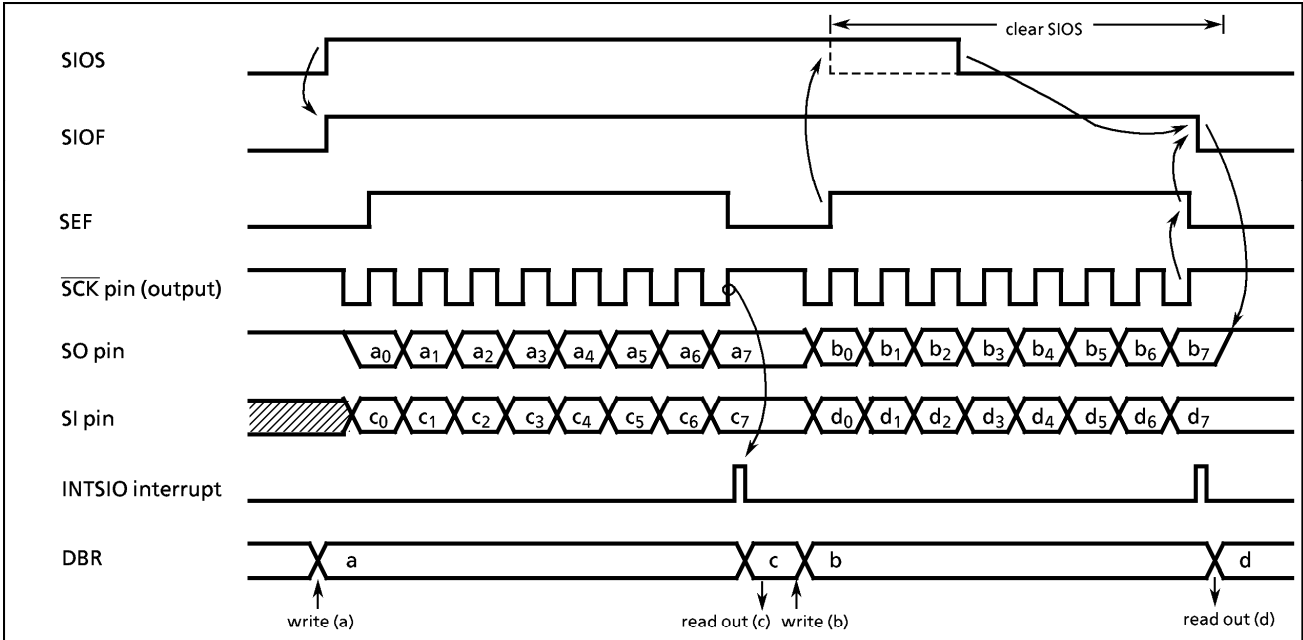 clear SIOS
SIOS
SIOF
SEF
S̅C̅K̅ pin (output)
SO pin a₀ a₁ a₂ a₃ a₄ a₅ a₆ a₇ b₀ b₁ b₂ b₃ b₄ b₅ b₆ b₇
SI pin c₀ c₁ c₂ c₃ c₄ c₅ c₆ c₇ d₀ d₁ d₂ d₃ d₄ d₅ d₆ d₇
INTSIO interrupt
DBR a c b d
write (a) read out (c) write (b) read out (d)